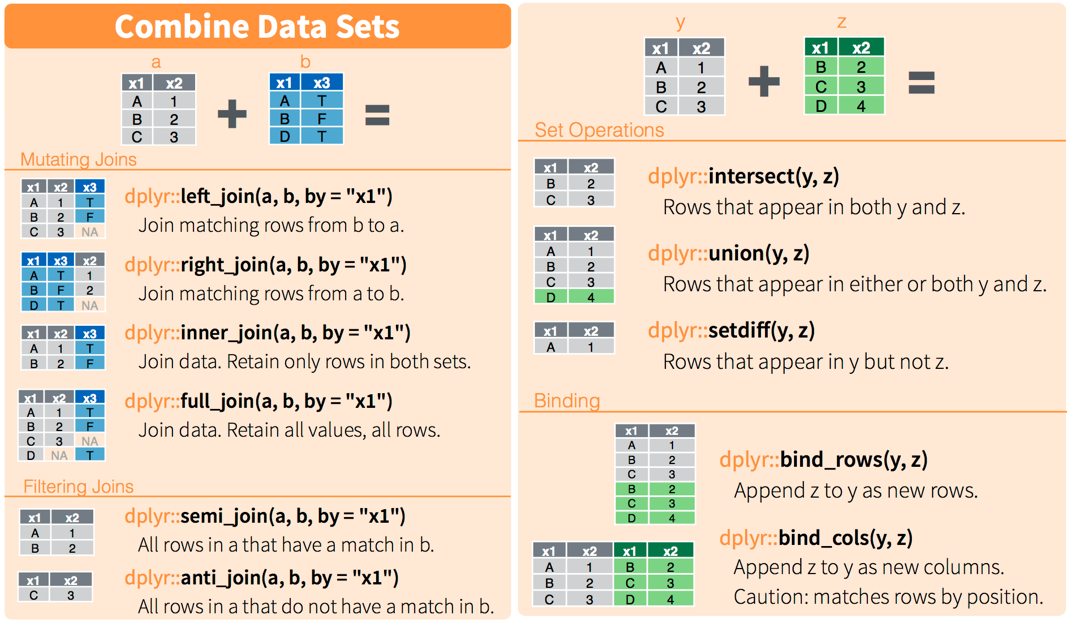 Combine Data Sets
a b
x1 x2 x1 x3
A 1 A T
B 2 + B F =
C 3 D T
Mutating Joins
x1 x2 x3
A 1 T
B 2 F
C 3 NA
dplyr::left_join(a, b, by = "x1")
Join matching rows from b to a.
x1 x3 x2
A T 1
B F 2
D T NA
dplyr::right_join(a, b, by = "x1")
Join matching rows from a to b.
x1 x2 x3
A 1 T
B 2 F
dplyr::inner_join(a, b, by = "x1")
Join data. Retain only rows in both sets.
x1 x2 x3
A 1 T
B 2 F
C 3 NA
D NA T
dplyr::full_join(a, b, by = "x1")
Join data. Retain all values, all rows.
Filtering Joins
x1 x2
A 1
B 2
dplyr::semi_join(a, b, by = "x1")
All rows in a that have a match in b.
x1 x2
C 3
dplyr::anti_join(a, b, by = "x1")
All rows in a that do not have a match in b.
y z
x1 x2 x1 x2
A 1 B 2
B 2 + C 3 =
C 3 D 4
Set Operations
x1 x2
B 2
C 3
dplyr::intersect(y, z)
Rows that appear in both y and z.
x1 x2
A 1
B 2
C 3
D 4
dplyr::union(y, z)
Rows that appear in either or both y and z.
x1 x2
A 1
dplyr::setdiff(y, z)
Rows that appear in y but not z.
Binding
x1 x2
A 1
B 2
C 3
B 2
C 3
D 4
dplyr::bind_rows(y, z)
Append z to y as new rows.
x1 x2 x1 x2
A 1 B 2
B 2 C 3
C 3 D 4
dplyr::bind_cols(y, z)
Append z to y as new columns.
Caution: matches rows by position.